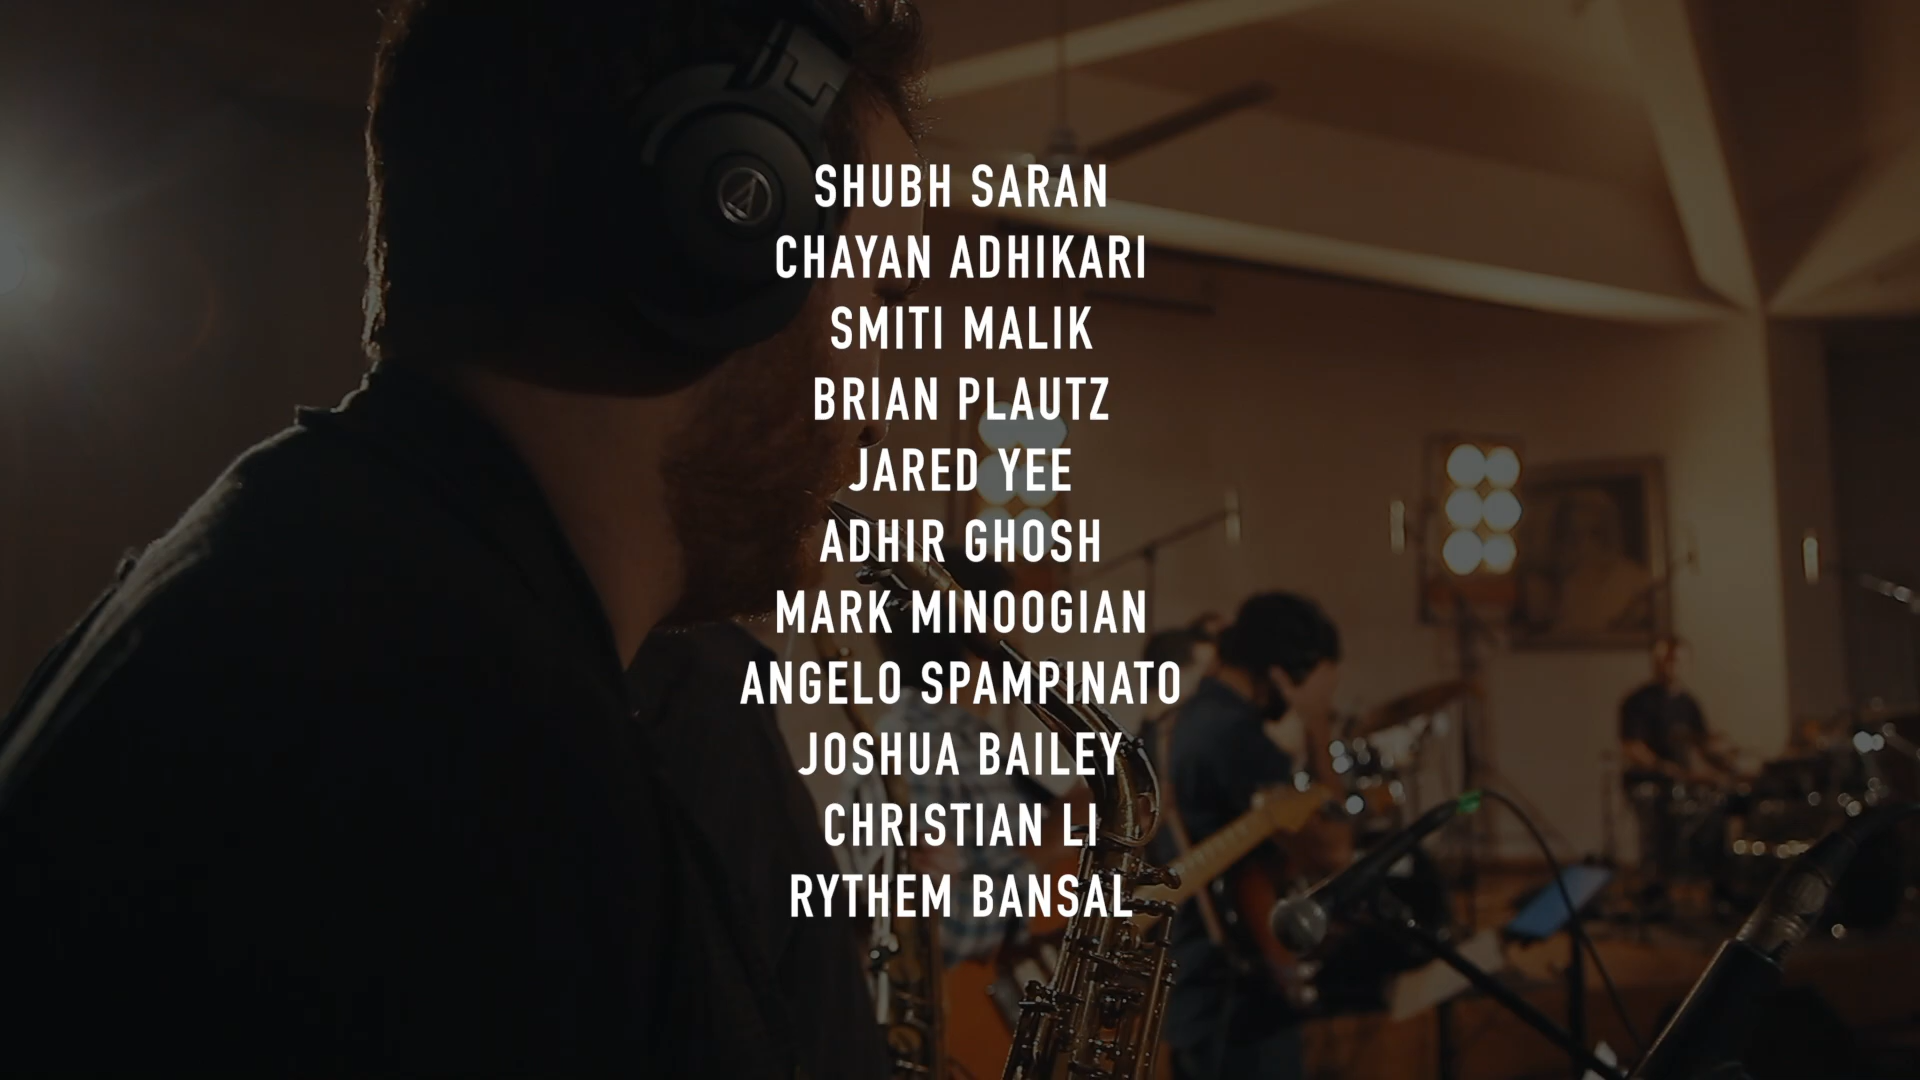 SHUBH SARAN
CHAYAN ADHIKARI
SMITI MALIK
BRIAN PLAUTZ
JARED YEE
ADHIR GHOSH
MARK MINOOGIAN
ANGELO SPAMPINATO
JOSHUA BAILEY
CHRISTIAN LI
RYTHEM BANSAL